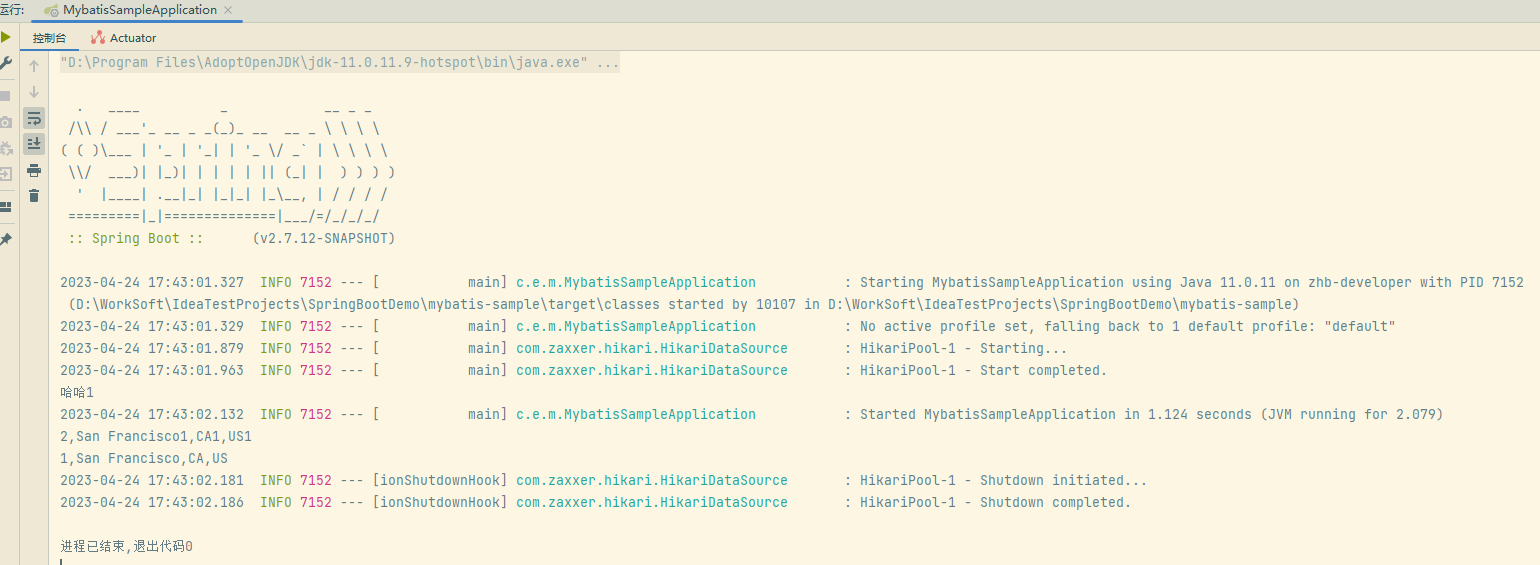 运行:  MybatisSampleApplication ×
控制台  Actuator
"D:\Program Files\AdoptOpenJDK\jdk-11.0.11.9-hotspot\bin\java.exe" ...
  .   ____          _            __ _ _
 /\\ / ___'_ __ _ _(_)_ __  __ _ \ \ \ \
( ( )\___ | '_ | '_| | '_ \/ _` | \ \ \ \
 \\/  ___)| |_)| | | | | || (_| |  ) ) ) )
  '  |____| .__|_| |_|_| |_\__, | / / / /
 =========|_|==============|___/=/_/_/_/
 :: Spring Boot ::      (v2.7.12-SNAPSHOT)
2023-04-24 17:43:01.327  INFO 7152 --- [           main] c.e.m.MybatisSampleApplication           : Starting MybatisSampleApplication using Java 11.0.11 on zhb-developer with PID 7152
 (D:\WorkSoft\IdeaTestProjects\SpringBootDemo\mybatis-sample\target\classes started by 10107 in D:\WorkSoft\IdeaTestProjects\SpringBootDemo\mybatis-sample)
2023-04-24 17:43:01.329  INFO 7152 --- [           main] c.e.m.MybatisSampleApplication           : No active profile set, falling back to 1 default profile: "default"
2023-04-24 17:43:01.879  INFO 7152 --- [           main] com.zaxxer.hikari.HikariDataSource       : HikariPool-1 - Starting...
2023-04-24 17:43:01.963  INFO 7152 --- [           main] com.zaxxer.hikari.HikariDataSource       : HikariPool-1 - Start completed.
哈哈1
2023-04-24 17:43:02.132  INFO 7152 --- [           main] c.e.m.MybatisSampleApplication           : Started MybatisSampleApplication in 1.124 seconds (JVM running for 2.079)
2,San Francisco1,CA1,US1
1,San Francisco,CA,US
2023-04-24 17:43:02.181  INFO 7152 --- [ionShutdownHook] com.zaxxer.hikari.HikariDataSource       : HikariPool-1 - Shutdown initiated...
2023-04-24 17:43:02.186  INFO 7152 --- [ionShutdownHook] com.zaxxer.hikari.HikariDataSource       : HikariPool-1 - Shutdown completed.
进程已结束,退出代码0